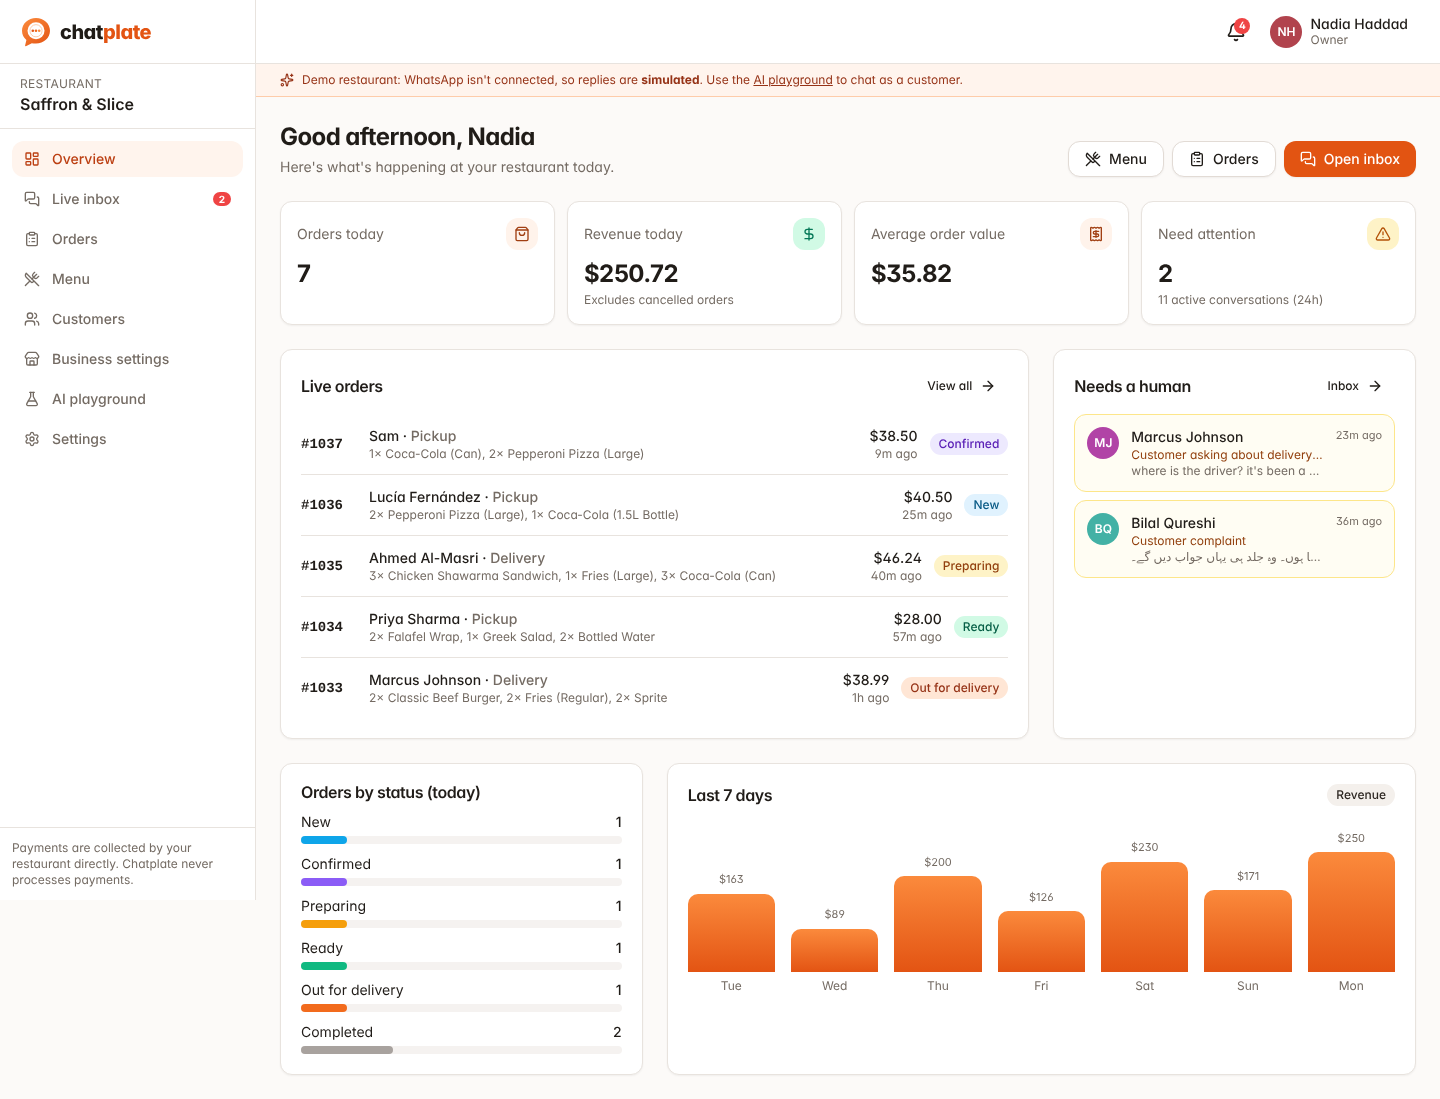 chatplate
4
NH
Nadia Haddad
Owner
RESTAURANT
Saffron & Slice
Demo restaurant: WhatsApp isn't connected, so replies are simulated. Use the AI playground to chat as a customer.
Overview
Live inbox
2
Orders
Menu
Customers
Business settings
AI playground
Settings
Payments are collected by your
restaurant directly. Chatplate never
processes payments.
Good afternoon, Nadia
Here's what's happening at your restaurant today.
Menu
Orders
Open inbox
Orders today
7
Revenue today
$250.72
Excludes cancelled orders
Average order value
$35.82
Need attention
2
11 active conversations (24h)
Live orders
View all
#1037
Sam · Pickup
1× Coca-Cola (Can), 2× Pepperoni Pizza (Large)
$38.50
9m ago
Confirmed
#1036
Lucía Fernández · Pickup
2× Pepperoni Pizza (Large), 1× Coca-Cola (1.5L Bottle)
$40.50
25m ago
New
#1035
Ahmed Al-Masri · Delivery
3× Chicken Shawarma Sandwich, 1× Fries (Large), 3× Coca-Cola (Can)
$46.24
40m ago
Preparing
#1034
Priya Sharma · Pickup
2× Falafel Wrap, 1× Greek Salad, 2× Bottled Water
$28.00
57m ago
Ready
#1033
Marcus Johnson · Delivery
2× Classic Beef Burger, 2× Fries (Regular), 2× Sprite
$38.99
1h ago
Out for delivery
Needs a human
Inbox
MJ
Marcus Johnson
23m ago
Customer asking about delivery...
where is the driver? it's been a ...
BQ
Bilal Qureshi
36m ago
Customer complaint
...ا ہوں۔ وہ جلد ہی یہاں جواب دیں گے۔
Orders by status (today)
New 1
Confirmed 1
Preparing 1
Ready 1
Out for delivery 1
Completed 2
Last 7 days
Revenue
$163
$89
$200
$126
$230
$171
$250
Tue
Wed
Thu
Fri
Sat
Sun
Mon